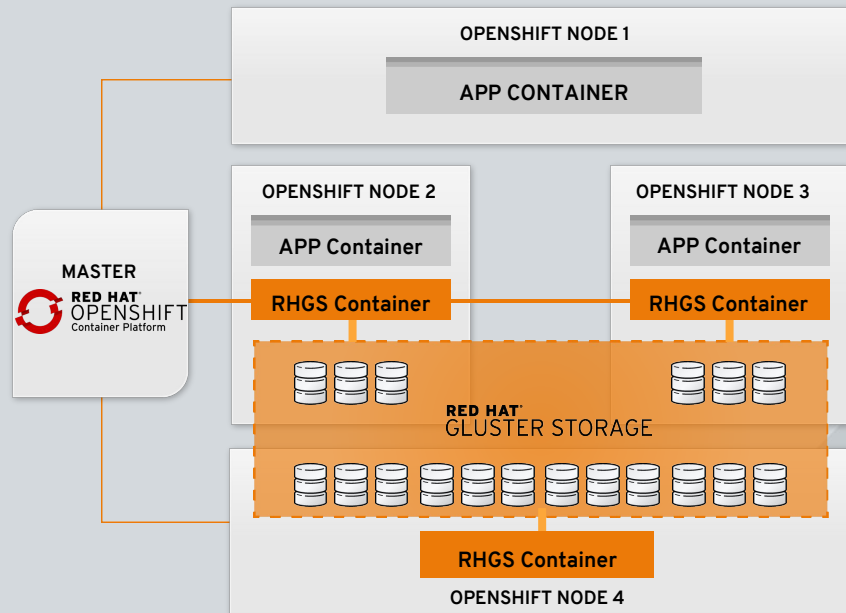 OPENSHIFT NODE 1
APP CONTAINER
OPENSHIFT NODE 2
APP Container
RHGS Container
OPENSHIFT NODE 3
APP Container
RHGS Container
MASTER
RED HAT®
OPENSHIFT
Container Platform
RED HAT®
GLUSTER STORAGE
RHGS Container
OPENSHIFT NODE 4